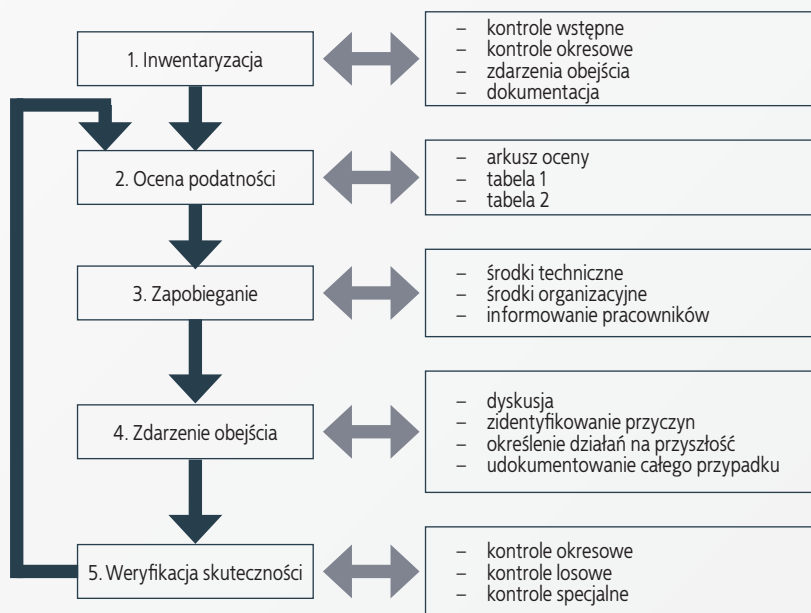 1. Inwentaryzacja
– kontrole wstępne
– kontrole okresowe
– zdarzenia obejścia
– dokumentacja
2. Ocena podatności
– arkusz oceny
– tabela 1
– tabela 2
3. Zapobieganie
– środki techniczne
– środki organizacyjne
– informowanie pracowników
4. Zdarzenie obejścia
– dyskusja
– zidentyfikowanie przyczyn
– określenie działań na przyszłość
– udokumentowanie całego przypadku
5. Weryfikacja skuteczności
– kontrole okresowe
– kontrole losowe
– kontrole specjalne